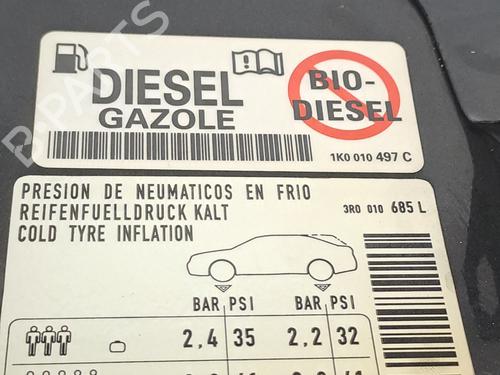 DIESEL
GAZOLE
BIO-
DIESEL
1K0 010 497 C
PRESION DE NEUMATICOS EN FRIO
REIFENFUELLDRUCK KALT
COLD TYRE INFLATION
3R0 010 685 L
BAR PSI BAR PSI
2,4 35 2,2 32
B-PARTS